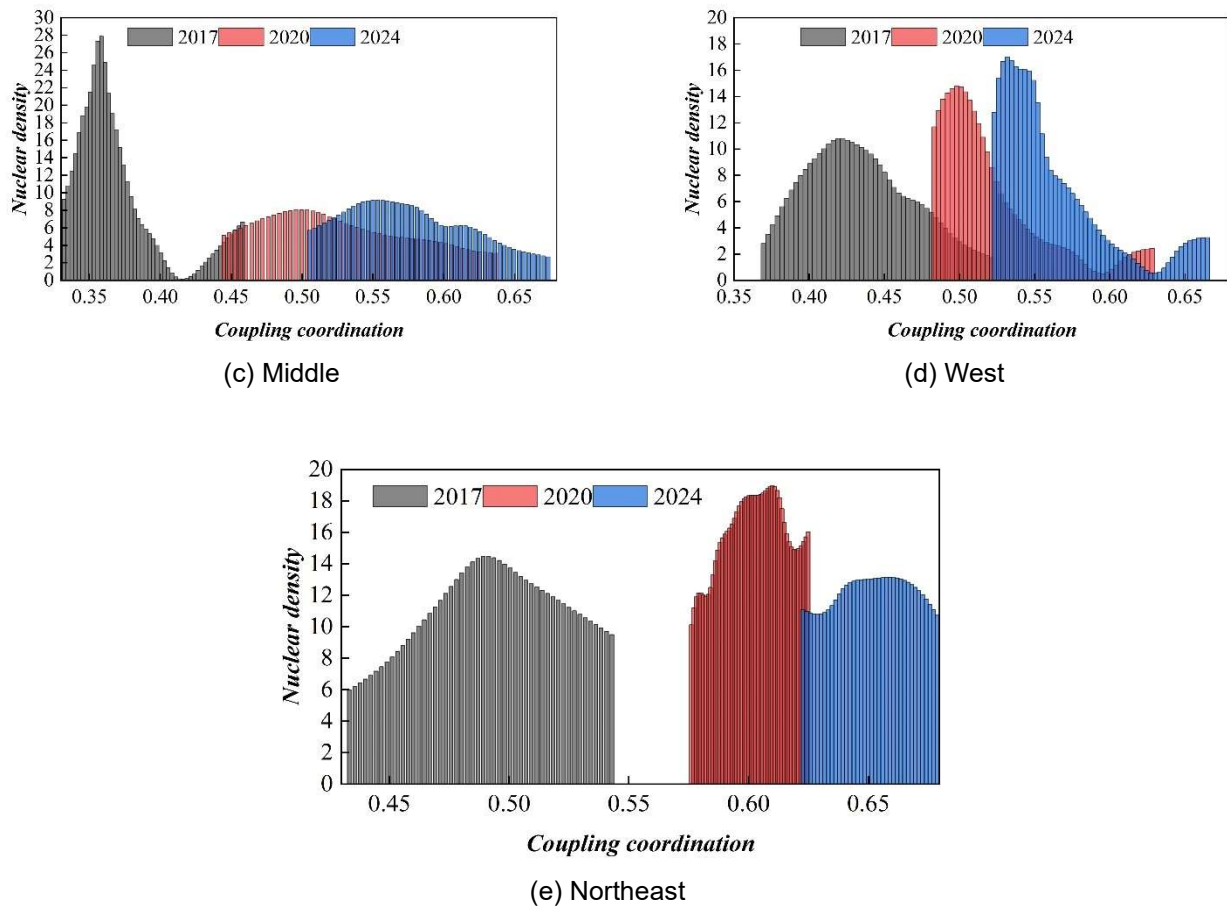 30
28
26
24
22
20
18
16
14
12
10
8
6
4
2
0
Nuclear density
2017 2020 2024
0.35 0.40 0.45 0.50 0.55 0.60 0.65
Coupling coordination
(c) Middle
20
18
16
14
12
10
8
6
4
2
0
Nuclear density
2017 2020 2024
0.35 0.40 0.45 0.50 0.55 0.60 0.65
Coupling coordination
(d) West
20
18
16
14
12
10
8
6
4
2
0
Nuclear density
2017 2020 2024
0.45 0.50 0.55 0.60 0.65
Coupling coordination
(e) Northeast